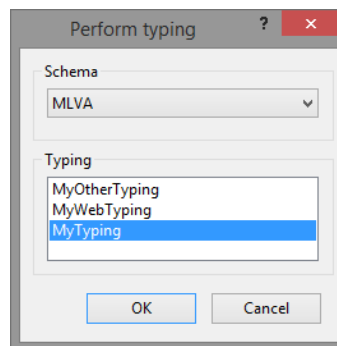 Perform typing ? ×
Schema
MLVA
Typing
MyOtherTyping
MyWebTyping
MyTyping
OK Cancel